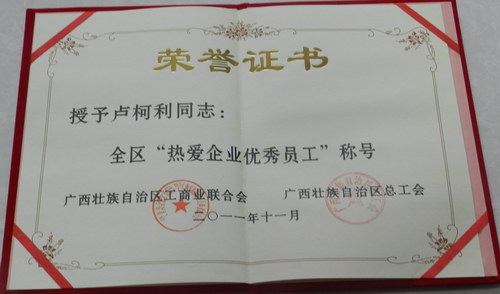 荣誉证书
授予卢柯利同志：
全区“热爱企业优秀员工”称号
广西壮族自治区工商业联合会 广西壮族自治区总工会
二〇一一年十一月